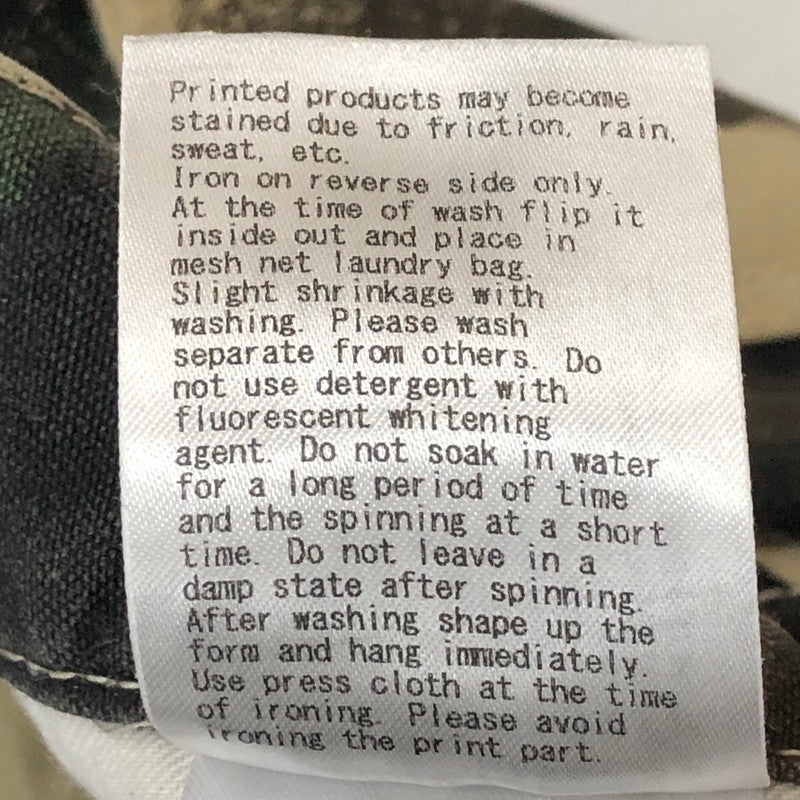 Printed products may become
stained due to friction, rain,
sweat, etc.
Iron on reverse side only.
At the time of wash flip it
inside out and place in
mesh net laundry bag.
Slight shrinkage with
washing. Please wash
separate from others. Do
not use detergent with
fluorescent whitening
agent. Do not soak in water
for a long period of time
and the spinning at a short
time. Do not leave in a
damp state after spinning.
After washing shape up the
form and hang immediately.
Use press cloth at the time
of ironing. Please avoid
ironing the print part.